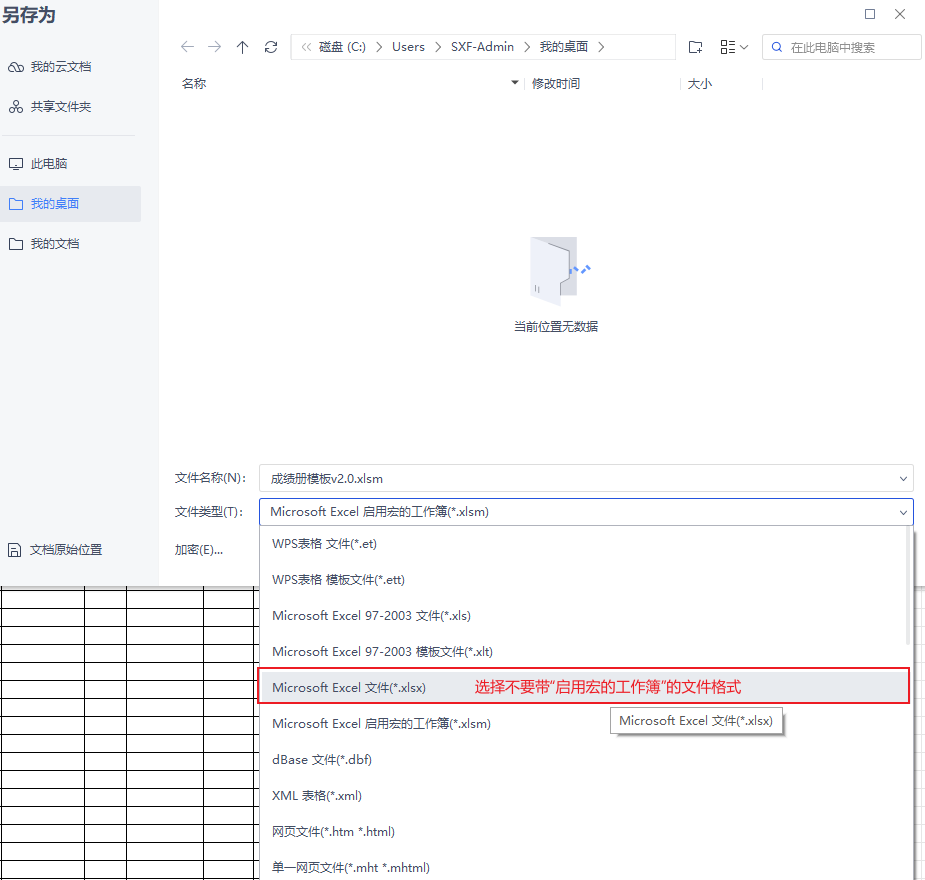 另存为
我的云文档
共享文件夹
此电脑
我的桌面
我的文档
文档原始位置
磁盘 (C:) Users SXF-Admin 我的桌面
在此电脑中搜索
名称 修改时间 大小
当前位置无数据
文件名称(N): 成绩册模板v2.0.xlsm
文件类型(T): Microsoft Excel 启用宏的工作簿(*.xlsm)
加密(E)...
WPS表格 文件(*.et)
WPS表格 模板文件(*.ett)
Microsoft Excel 97-2003 文件(*.xls)
Microsoft Excel 97-2003 模板文件(*.xlt)
Microsoft Excel 文件(*.xlsx) 选择不要带“启用宏的工作簿”的文件格式
Microsoft Excel 启用宏的工作簿(*.xlsm)
Microsoft Excel 文件(*.xlsx)
dBase 文件(*.dbf)
XML 表格(*.xml)
网页文件(*.htm *.html)
单一网页文件(*.mht *.mhtml)